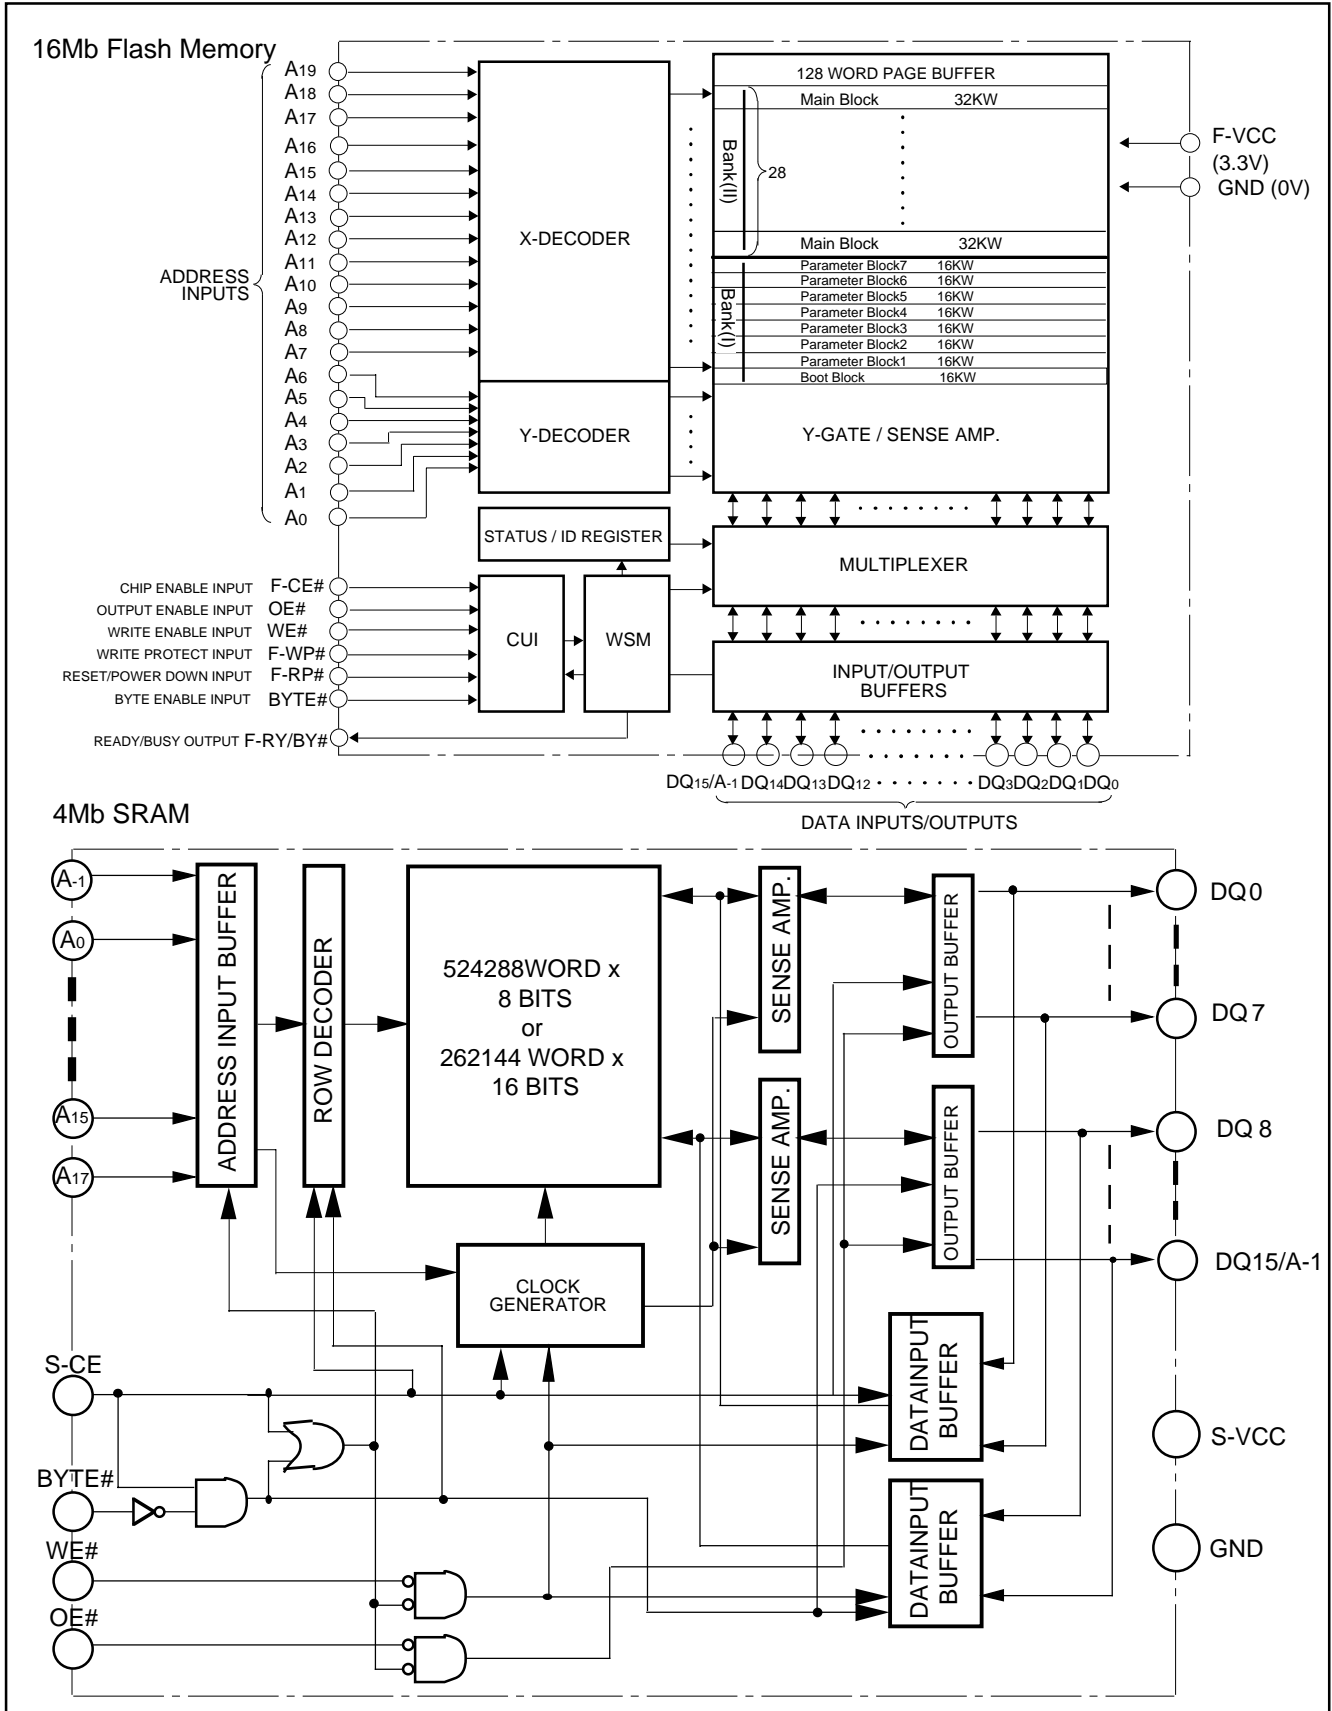 16Mb Flash Memory
A19
A18
A17
A16
A15
A14
A13
A12
A11
A10
A9
A8
A7
A6
A5
A4
A3
A2
A1
A0
ADDRESS
INPUTS
X-DECODER
Y-DECODER
128 WORD PAGE BUFFER
Main Block 32KW
Bank(II)
28
Main Block 32KW
Bank(I)
Parameter Block7 16KW
Parameter Block6 16KW
Parameter Block5 16KW
Parameter Block4 16KW
Parameter Block3 16KW
Parameter Block2 16KW
Parameter Block1 16KW
Boot Block 16KW
Y-GATE / SENSE AMP.
F-VCC
(3.3V)
GND (0V)
STATUS / ID REGISTER
MULTIPLEXER
CHIP ENABLE INPUT F-CE#
OUTPUT ENABLE INPUT OE#
WRITE ENABLE INPUT WE#
WRITE PROTECT INPUT F-WP#
RESET/POWER DOWN INPUT F-RP#
BYTE ENABLE INPUT BYTE#
READY/BUSY OUTPUT F-RY/BY#
CUI
WSM
INPUT/OUTPUT
BUFFERS
DQ15/A-1 DQ14 DQ13 DQ12 DQ3 DQ2 DQ1 DQ0
DATA INPUTS/OUTPUTS
4Mb SRAM
A-1
A0
A15
A17
ADDRESS INPUT BUFFER
ROW DECODER
524288WORD x
8 BITS
or
262144 WORD x
16 BITS
SENSE AMP.
SENSE AMP.
OUTPUT BUFFER
OUTPUT BUFFER
DQ0
DQ7
DQ8
DQ15/A-1
CLOCK
GENERATOR
DATAINPUT
BUFFER
DATAINPUT
BUFFER
S-CE
BYTE#
WE#
OE#
S-VCC
GND